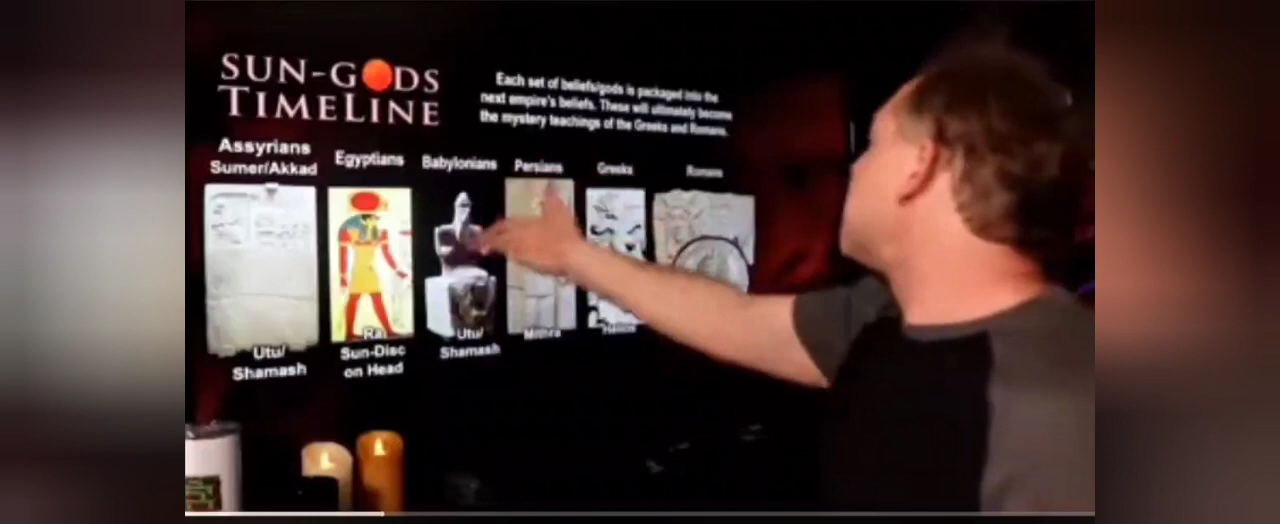 SUN-GODS
TIMELINE
Each set of beliefs/gods is packaged into the
next empire's beliefs. These will ultimately become
the mystery teachings of the Greeks and Romans.
Assyrians
Sumer/Akkad
Egyptians
Babylonians
Persians
Greeks
Romans
Utu/
Shamash
Ra
Sun-Disc
on Head
Utu/
Shamash
Mithra
Helios